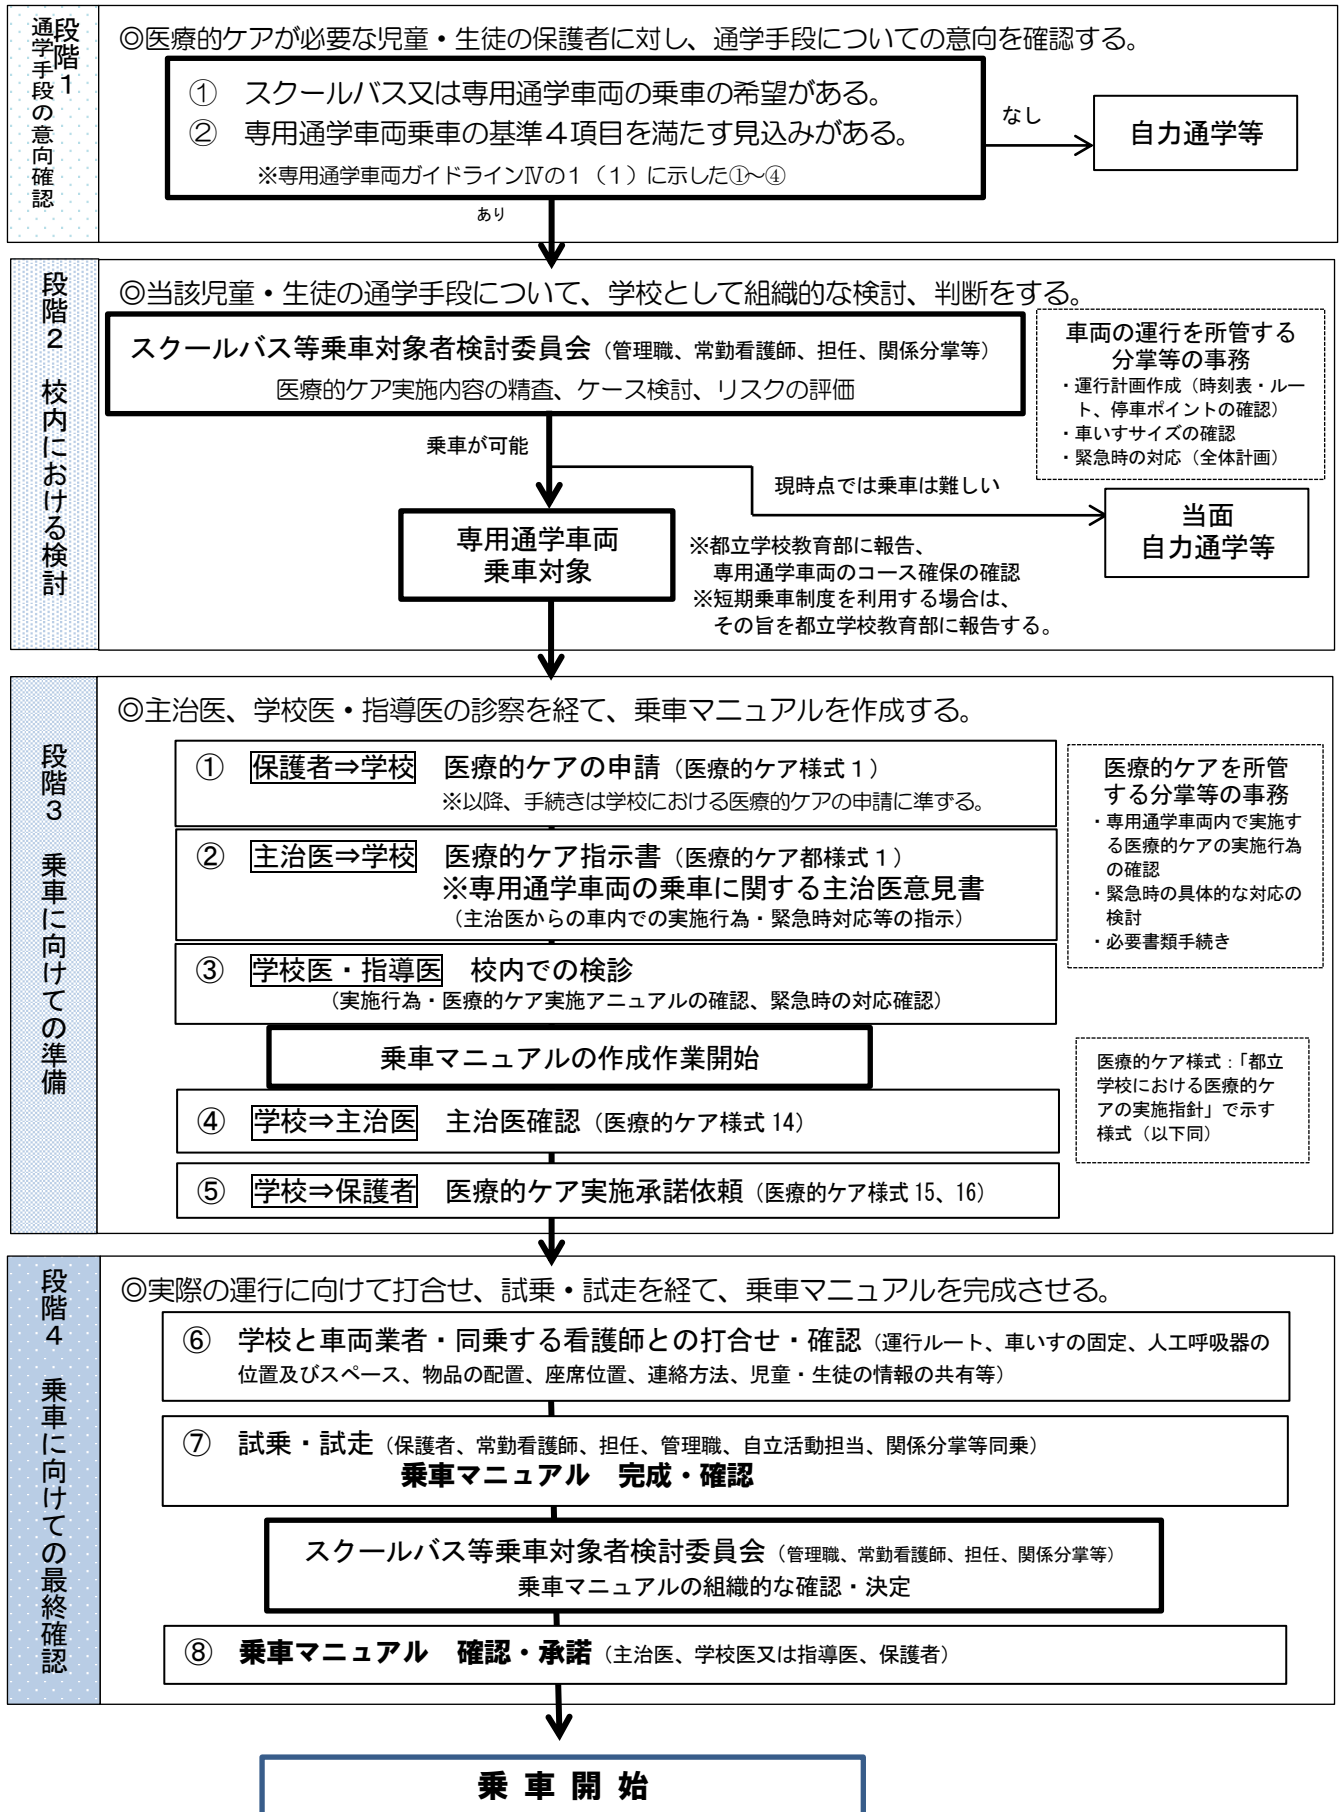 段階1
通学手段の意向確認
◎医療的ケアが必要な児童・生徒の保護者に対し、通学手段についての意向を確認する。
① スクールバス又は専用通学車両の乗車の希望がある。
② 専用通学車両乗車の基準4項目を満たす見込みがある。
※専用通学車両ガイドラインⅣの1(1)に示した①~④
なし
自力通学等
あり
段階2 校内における検討
◎当該児童・生徒の通学手段について、学校として組織的な検討、判断をする。
スクールバス等乗車対象者検討委員会(管理職、常勤看護師、担任、関係分掌等)
医療的ケア実施内容の精査、ケース検討、リスクの評価
車両の運行を所管する
分掌等の事務
・運行計画作成(時刻表・ルー
ト、停車ポイントの確認)
・車いすサイズの確認
・緊急時の対応(全体計画)
乗車が可能
現時点では乗車は難しい
当面
自力通学等
専用通学車両
乗車対象
※都立学校教育部に報告、
専用通学車両のコース確保の確認
※短期乗車制度を利用する場合は、
その旨を都立学校教育部に報告する。
段階3 乗車に向けての準備
◎主治医、学校医・指導医の診察を経て、乗車マニュアルを作成する。
① 保護者⇒学校 医療的ケアの申請(医療的ケア様式1)
※以降、手続きは学校における医療的ケアの申請に準ずる。
② 主治医⇒学校 医療的ケア指示書(医療的ケア都様式1)
※専用通学車両の乗車に関する主治医意見書
(主治医からの車内での実施行為・緊急時対応等の指示)
③ 学校医・指導医 校内での検診
(実施行為・医療的ケア実施アニュアルの確認、緊急時の対応確認)
乗車マニュアルの作成作業開始
④ 学校⇒主治医 主治医確認(医療的ケア様式14)
⑤ 学校⇒保護者 医療的ケア実施承諾依頼(医療的ケア様式15、16)
医療的ケアを所管
する分掌等の事務
・専用通学車両内で実施す
る医療的ケアの実施行為
の確認
・緊急時の具体的な対応の
検討
・必要書類手続き
医療的ケア様式:「都立
学校における医療的ケ
アの実施指針」で示す
様式(以下同)
段階4 乗車に向けての最終確認
◎実際の運行に向けて打合せ、試乗・試走を経て、乗車マニュアルを完成させる。
⑥ 学校と車両業者・同乗する看護師との打合せ・確認(運行ルート、車いすの固定、人工呼吸器の
位置及びスペース、物品の配置、座席位置、連絡方法、児童・生徒の情報の共有等)
⑦ 試乗・試走(保護者、常勤看護師、担任、管理職、自立活動担当、関係分掌等同乗)
乗車マニュアル 完成・確認
スクールバス等乗車対象者検討委員会(管理職、常勤看護師、担任、関係分掌等)
乗車マニュアルの組織的な確認・決定
⑧ 乗車マニュアル 確認・承諾(主治医、学校医又は指導医、保護者)
乗車開始